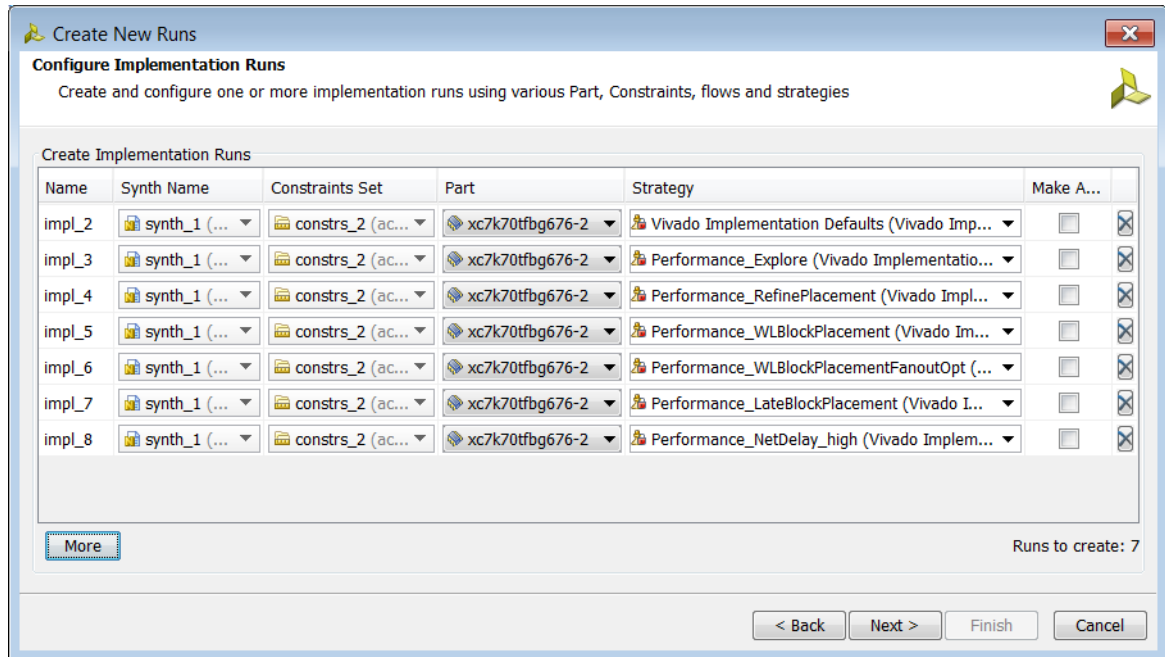 Create New Runs
Configure Implementation Runs
Create and configure one or more implementation runs using various Part, Constraints, flows and strategies
Create Implementation Runs
Name Synth Name Constraints Set Part Strategy Make A...
impl_2 synth_1 (... constrs_2 (ac... xc7k70tfbg676-2 Vivado Implementation Defaults (Vivado Imp...
impl_3 synth_1 (... constrs_2 (ac... xc7k70tfbg676-2 Performance_Explore (Vivado Implementatio...
impl_4 synth_1 (... constrs_2 (ac... xc7k70tfbg676-2 Performance_RefinePlacement (Vivado Impl...
impl_5 synth_1 (... constrs_2 (ac... xc7k70tfbg676-2 Performance_WLBlockPlacement (Vivado Im...
impl_6 synth_1 (... constrs_2 (ac... xc7k70tfbg676-2 Performance_WLBlockPlacementFanoutOpt (...
impl_7 synth_1 (... constrs_2 (ac... xc7k70tfbg676-2 Performance_LateBlockPlacement (Vivado I...
impl_8 synth_1 (... constrs_2 (ac... xc7k70tfbg676-2 Performance_NetDelay_high (Vivado Implem...
More Runs to create: 7
< Back Next > Finish Cancel